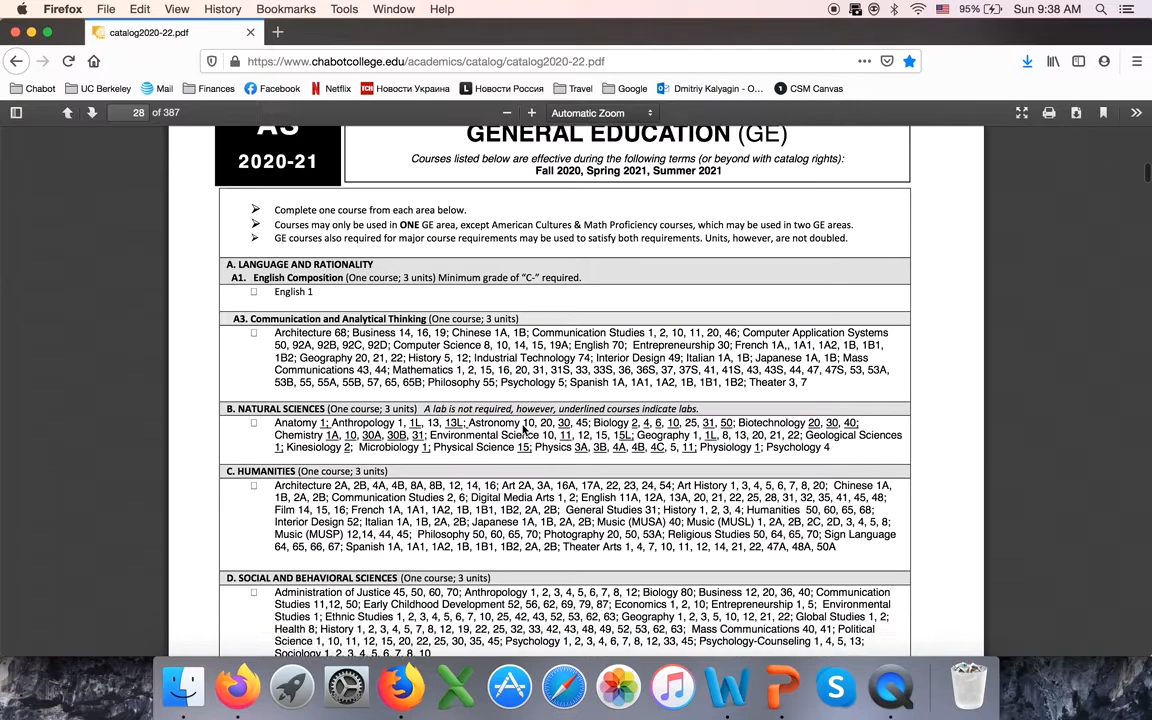 Firefox File Edit View History Bookmarks Tools Window Help 95% Sun 9:38 AM
catalog2020-22.pdf
https://www.chabotcollege.edu/academics/catalog/catalog2020-22.pdf
Chabot UC Berkeley Mail Finances Facebook Netflix Новости Украина Новости Россия Travel Google Dmitriy Kalyagin - O... CSM Canvas
28 of 387 Automatic Zoom
AS
2020-21
GENERAL EDUCATION (GE)
Courses listed below are effective during the following terms (or beyond with catalog rights):
Fall 2020, Spring 2021, Summer 2021
Complete one course from each area below.
Courses may only be used in ONE GE area, except American Cultures & Math Proficiency courses, which may be used in two GE areas.
GE courses also required for major course requirements may be used to satisfy both requirements. Units, however, are not doubled.
A. LANGUAGE AND RATIONALITY
A1. English Composition (One course; 3 units) Minimum grade of “C-” required.
English 1
A3. Communication and Analytical Thinking (One course; 3 units)
Architecture 68; Business 14, 16, 19; Chinese 1A, 1B; Communication Studies 1, 2, 10, 11, 20, 46; Computer Application Systems
50, 92A, 92B, 92C, 92D; Computer Science 8, 10, 14, 15, 19A; English 70; Entrepreneurship 30; French 1A,, 1A1, 1A2, 1B, 1B1,
1B2; Geography 20, 21, 22; History 5, 12; Industrial Technology 74; Interior Design 49; Italian 1A, 1B; Japanese 1A, 1B; Mass
Communications 43, 44; Mathematics 1, 2, 15, 16, 20, 31, 31S, 33, 33S, 36, 36S, 37, 37S, 41, 41S, 43, 43S, 44, 47, 47S, 53, 53A,
53B, 55, 55A, 55B, 57, 65, 65B; Philosophy 55; Psychology 5; Spanish 1A, 1A1, 1A2, 1B, 1B1, 1B2; Theater 3, 7
B. NATURAL SCIENCES (One course; 3 units) A lab is not required, however, underlined courses indicate labs.
Anatomy 1; Anthropology 1, 1L, 13, 13L; Astronomy 10, 20, 30, 45; Biology 2, 4, 6, 10, 25, 31, 50; Biotechnology 20, 30, 40;
Chemistry 1A, 10, 30A, 30B, 31; Environmental Science 10, 11, 12, 15, 15L; Geography 1, 1L, 8, 13, 20, 21, 22; Geological Sciences
1; Kinesiology 2; Microbiology 1; Physical Science 15; Physics 3A, 3B, 4A, 4B, 4C, 5, 11; Physiology 1; Psychology 4
C. HUMANITIES (One course; 3 units)
Architecture 2A, 2B, 4A, 4B, 8A, 8B, 12, 14, 16; Art 2A, 3A, 16A, 17A, 22, 23, 24, 54; Art History 1, 3, 4, 5, 6, 7, 8, 20; Chinese 1A,
1B, 2A, 2B; Communication Studies 2, 6; Digital Media Arts 1, 2; English 11A, 12A, 13A, 20, 21, 22, 25, 28, 31, 32, 35, 41, 45, 48;
Film 14, 15, 16; French 1A, 1A1, 1A2, 1B, 1B1, 1B2, 2A, 2B; General Studies 31; History 1, 2, 3, 4; Humanities 50, 60, 65, 68;
Interior Design 52; Italian 1A, 1B, 2A, 2B; Japanese 1A, 1B, 2A, 2B; Music (MUSA) 40; Music (MUSL) 1, 2A, 2B, 2C, 2D, 3, 4, 5, 8;
Music (MUSP) 12,14, 44, 45; Philosophy 50, 60, 65, 70; Photography 20, 50, 53A; Religious Studies 50, 64, 65, 70; Sign Language
64, 65, 66, 67; Spanish 1A, 1A1, 1A2, 1B, 1B1, 1B2, 2A, 2B; Theater Arts 1, 4, 7, 10, 11, 12, 14, 21, 22, 47A, 48A, 50A
D. SOCIAL AND BEHAVIORAL SCIENCES (One course; 3 units)
Administration of Justice 45, 50, 60, 70; Anthropology 1, 2, 3, 4, 5, 6, 7, 8, 12; Biology 80; Business 12, 20, 36, 40; Communication
Studies 11,12, 50; Early Childhood Development 52, 56, 62, 69, 79, 87; Economics 1, 2, 10; Entrepreneurship 1, 5; Environmental
Studies 1; Ethnic Studies 1, 2, 3, 4, 5, 6, 7, 10, 25, 42, 43, 52, 53, 62, 63; Geography 1, 2, 3, 5, 10, 12, 21, 22; Global Studies 1, 2;
Health 8; History 1, 2, 3, 4, 5, 7, 8, 12, 19, 22, 25, 32, 33, 42, 43, 48, 49, 52, 53, 62, 63; Mass Communications 40, 41; Political
Science 1, 10, 11, 12, 15, 20, 22, 25, 30, 35, 45; Psychology 1, 2, 3, 4, 6, 7, 8, 12, 33, 45; Psychology-Counseling 1, 4, 5, 13;
Sociology 1, 2, 3, 4, 5, 6, 7, 8, 10